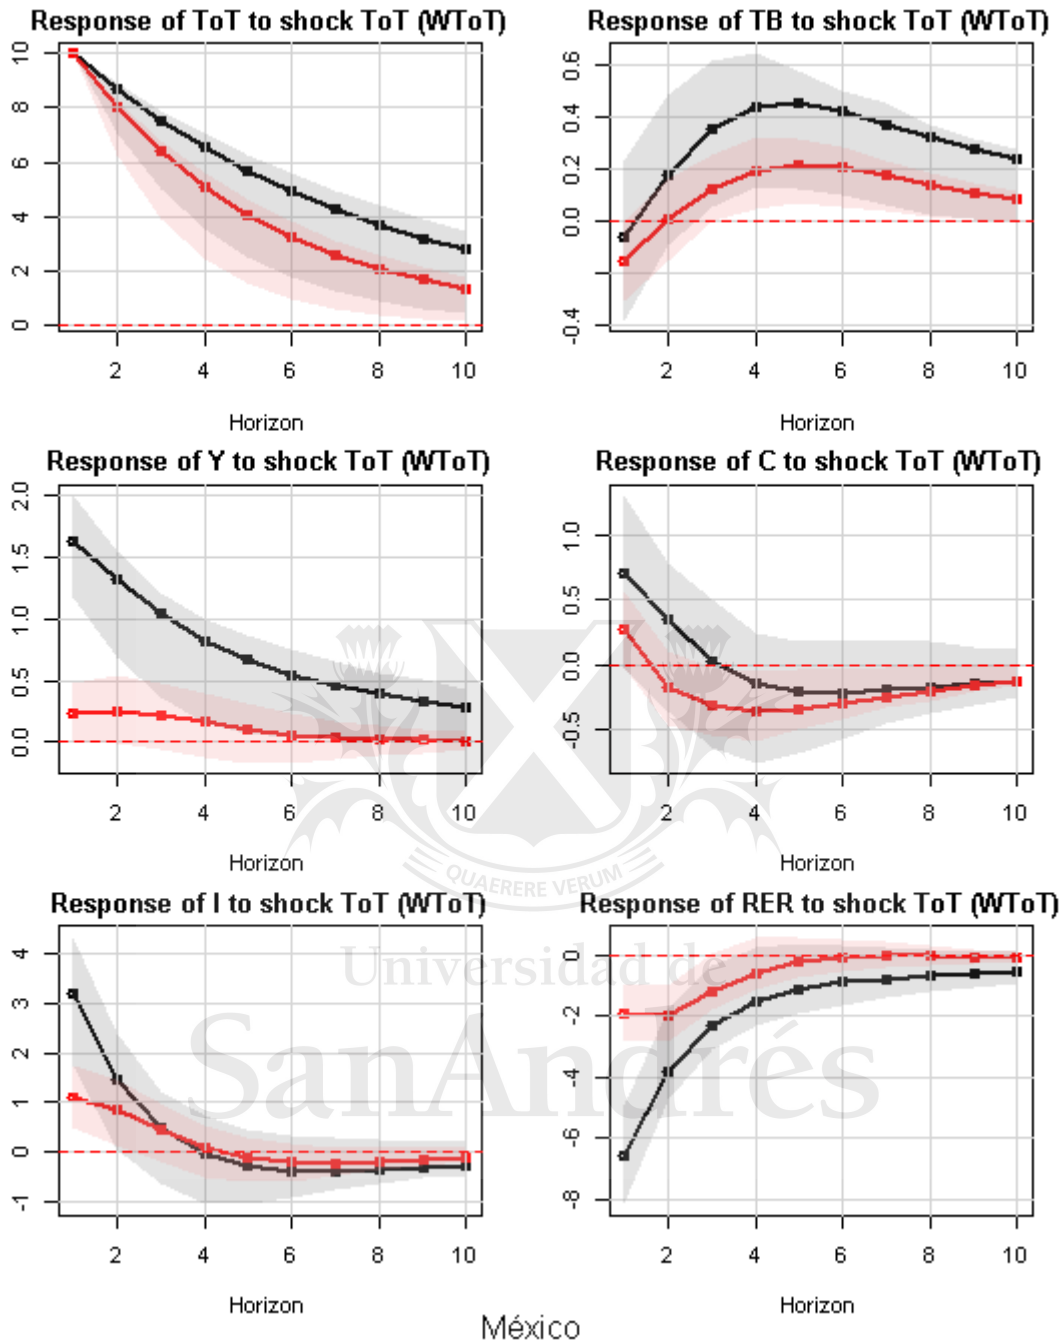 Response of ToT to shock ToT (WToT)
Response of TB to shock ToT (WToT)
10
8
6
4
2
0
0.6
0.4
0.2
0.0
-0.4
2 4 6 8 10
2 4 6 8 10
Horizon
Horizon
Response of Y to shock ToT (WToT)
Response of C to shock ToT (WToT)
2.0
1.5
1.0
0.5
0.0
1.0
0.5
0.0
-0.5
2 4 6 8 10
2 4 6 8 10
Horizon
Horizon
QUAERERE VERUM
Response of I to shock ToT (WToT)
Response of RER to shock ToT (WToT)
4
3
2
1
0
-1
0
-2
-4
-6
-8
Universidad de
SanAndrés
2 4 6 8 10
2 4 6 8 10
Horizon
Horizon
México